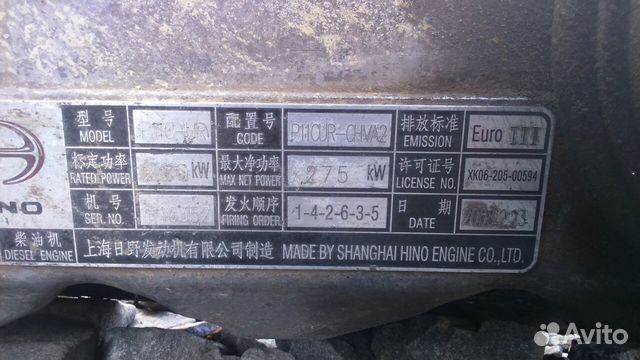 型号 配置号 P11CUR-CHVA2 排放标准 Euro III
MODEL CODE EMISSION
标定功率 kW 最大净功率 275 kW 许可证号 XK06-205-00594
RATED POWER MAX NET POWER LICENSE NO.
机号 发火顺序 1-4-2-6-3-5 日期
SER.NO. FIRING ORDER DATE
柴油机 上海日野发动机有限公司制造 MADE BY SHANGHAI HINO ENGINE CO.,LTD.
DIESEL ENGINE
Avito